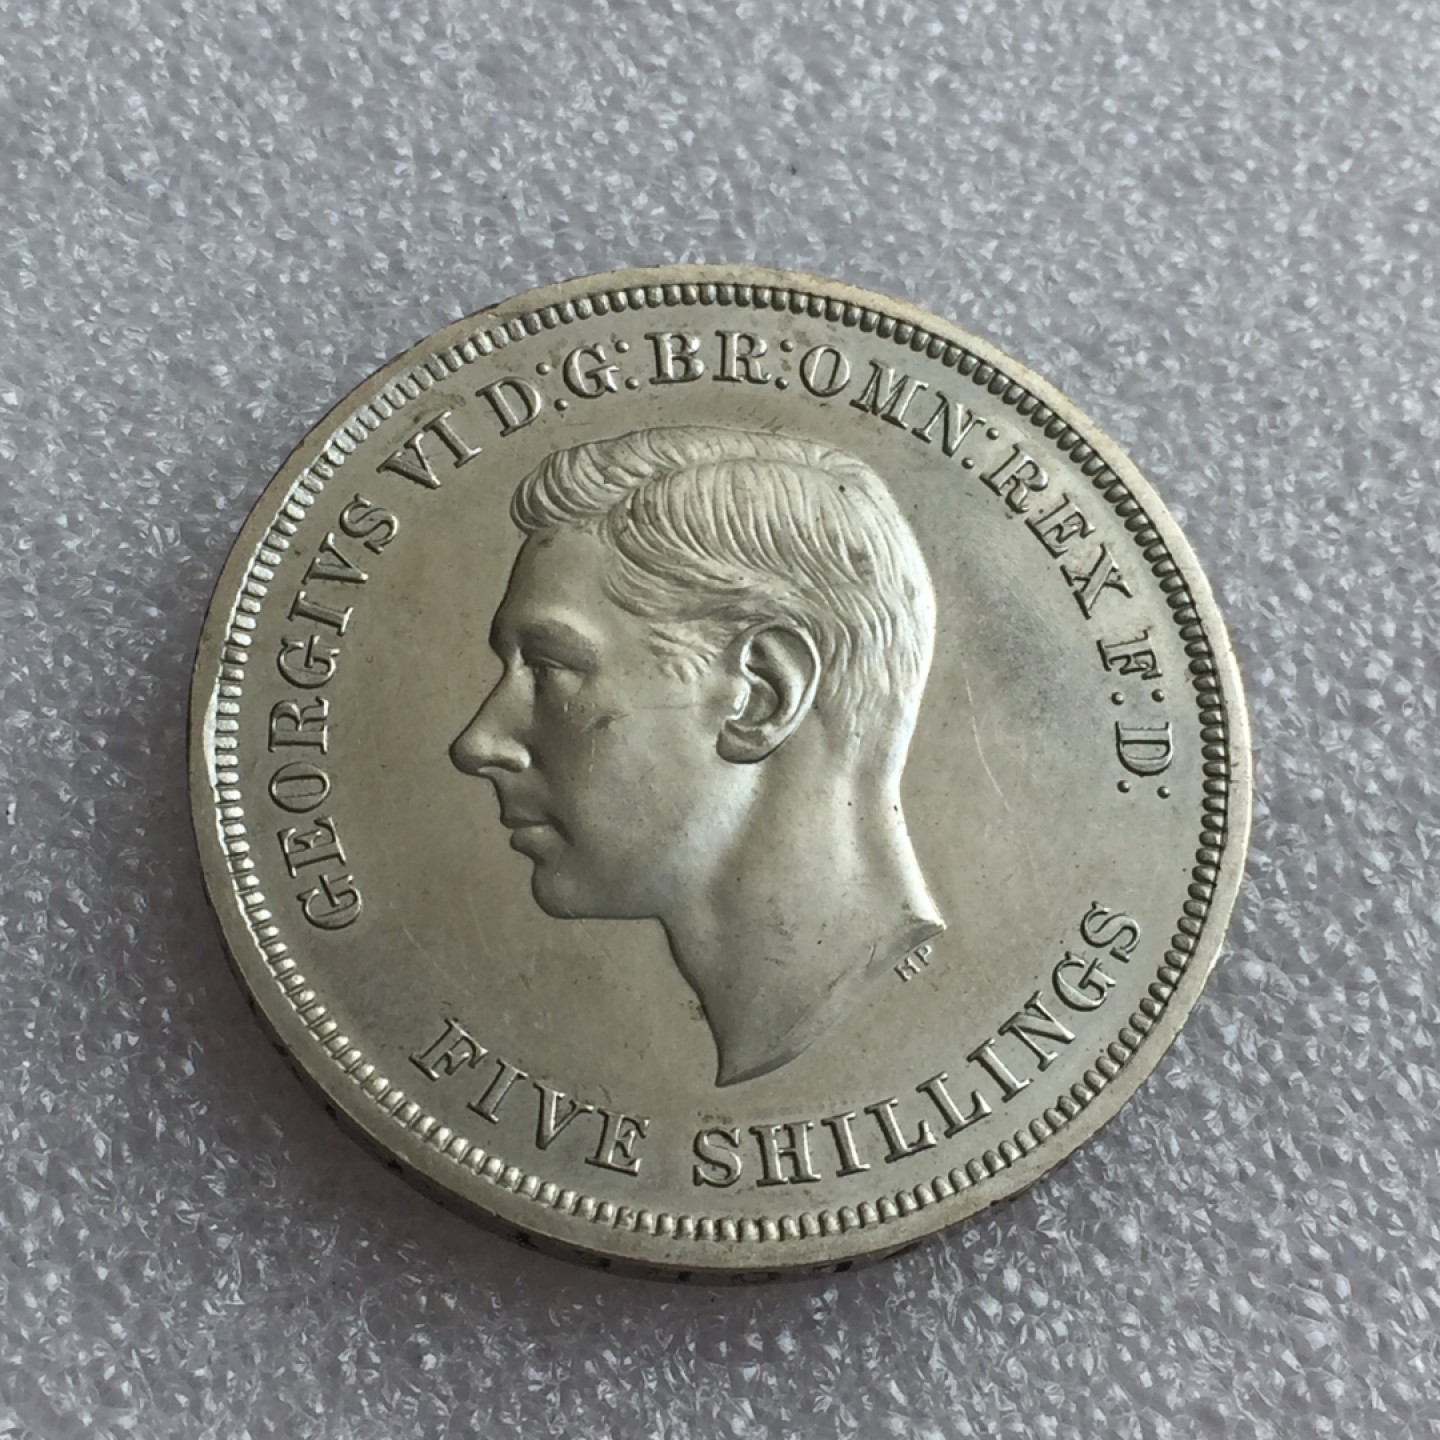 GEORGIVS VI D:G:BR:OMN:REX F:D:
HP
FIVE SHILLINGS